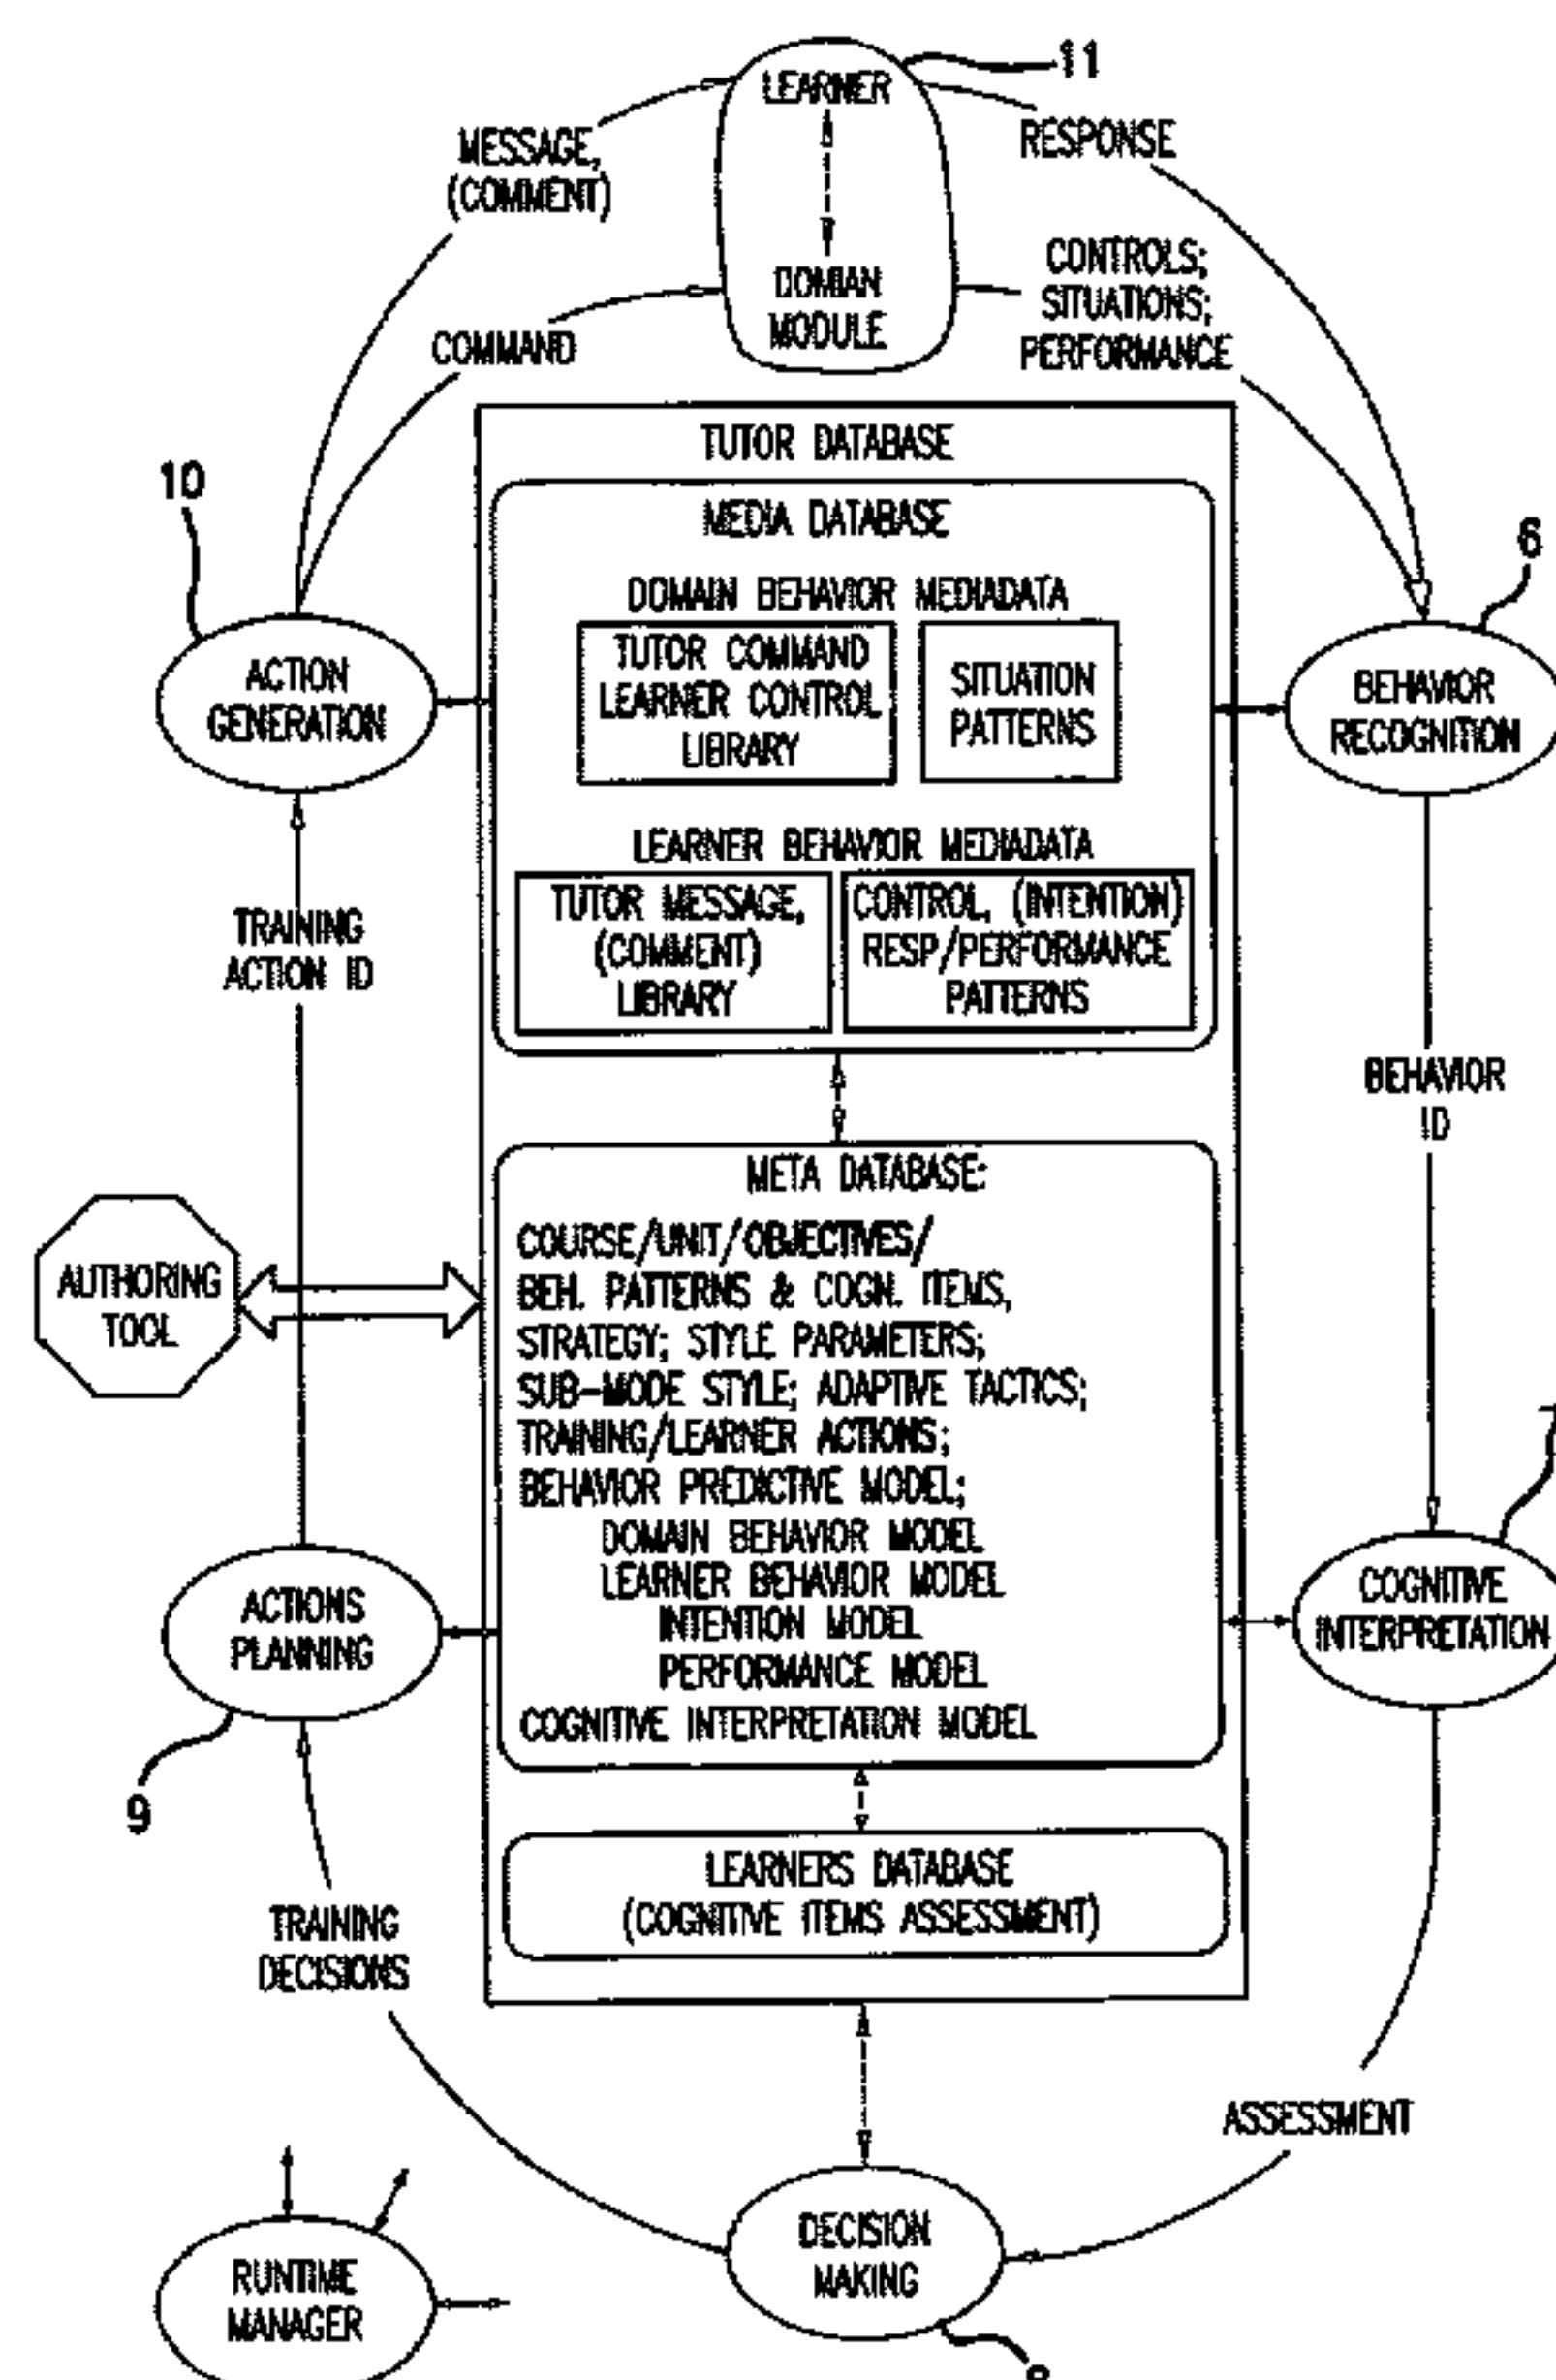 11
LEARNER
MESSAGE,
(COMMENT)
RESPONSE
DOMIAN
MODULE
CONTROLS;
SITUATIONS;
PERFORMANCE
COMMAND
TUTOR DATABASE
10
MEDIA DATABASE
6
DOMAIN BEHAVIOR MEDIADATA
TUTOR COMMAND
LEARNER CONTROL
LIBRARY
SITUATION
PATTERNS
ACTION
GENERATION
BEHAVIOR
RECOGNITION
LEARNER BEHAVIOR MEDIADATA
TUTOR MESSAGE,
(COMMENT)
LIBRARY
CONTROL, (INTENTION)
RESP/PERFORMANCE
PATTERNS
TRAINING
ACTION ID
BEHAVIOR
ID
META DATABASE:
COURSE/UNIT/OBJECTIVES/
BEH. PATTERNS & COGN. ITEMS,
STRATEGY; STYLE PARAMETERS;
SUB-MODE STYLE; ADAPTIVE TACTICS;
TRAINING/LEARNER ACTIONS;
BEHAVIOR PREDICTIVE MODEL;
DOMAIN BEHAVIOR MODEL
LEARNER BEHAVIOR MODEL
INTENTION MODEL
PERFORMANCE MODEL
COGNITIVE INTERPRETATION MODEL
AUTHORING
TOOL
ACTIONS
PLANNING
COGNITIVE
INTERPRETATION
9
LEARNERS DATABASE
(COGNITIVE ITEMS ASSESSMENT)
TRAINING
DECISIONS
ASSESSMENT
DECISION
MAKING
RUNTIME
MANAGER